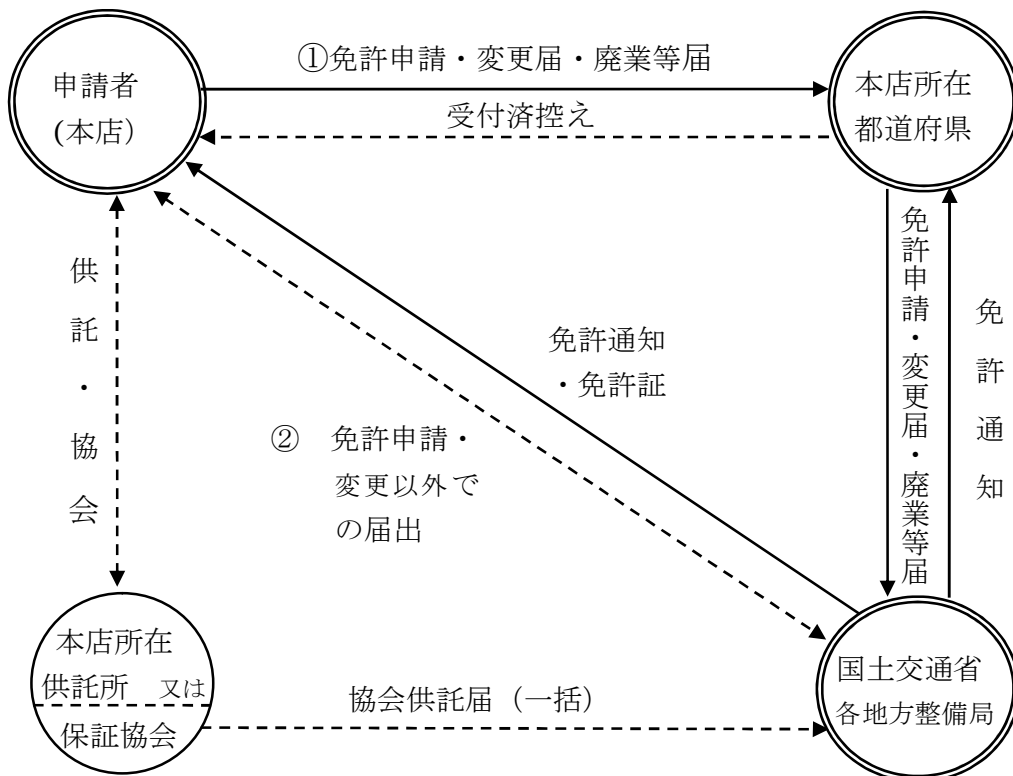 申請者
(本店)
①免許申請・変更届・廃業等届
受付済控え
本店所在
都道府県
供託・協会
免許通知
・免許証
② 免許申請・
変更以外で
の届出
免許申請・変更届・廃業等届
免許通知
本店所在
供託所 又は
保証協会
協会供託届（一括）
国土交通省
各地方整備局